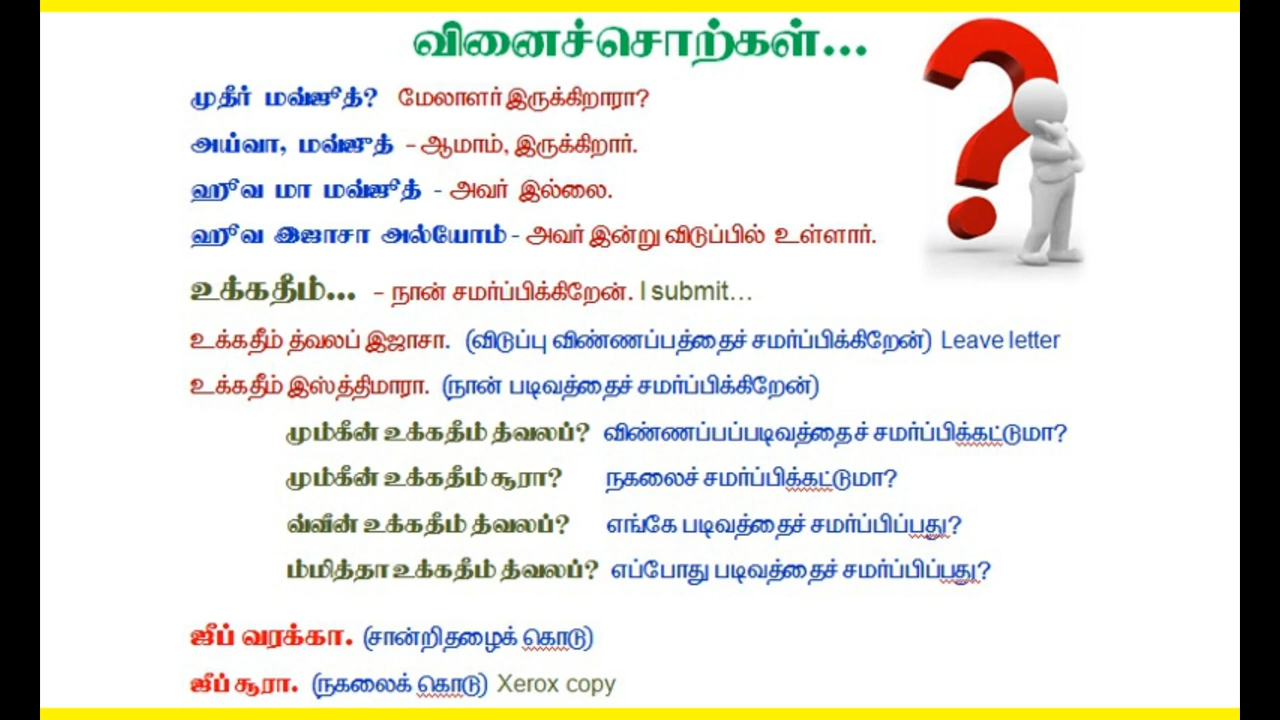 வினைச்சொற்கள்...
முதீர் மவ்ஜூத்? மேலாளர் இருக்கிறாரா?
அய்வா, மவ்ஜுத் – ஆமாம், இருக்கிறார்.
ஹூவ மா மவ்ஜூத் - அவர் இல்லை.
ஹூவ இஜாசா அல்யோம் - அவர் இன்று விடுப்பில் உள்ளார்.
உக்கதீம்... – நான் சமர்ப்பிக்கிறேன். I submit…
உக்கதீம் த்வலப் இஜாசா. (விடுப்பு விண்ணப்பத்தைச் சமர்ப்பிக்கிறேன்) Leave letter
உக்கதீம் இஸ்த்திமாரா. (நான் படிவத்தைச் சமர்ப்பிக்கிறேன்)
மும்கீன் உக்கதீம் த்வலப்? விண்ணப்பப்படிவத்தைச் சமர்ப்பிக்கட்டுமா?
மும்கீன் உக்கதீம் சூரா? நகலைச் சமர்ப்பிக்கட்டுமா?
வ்வீன் உக்கதீம் த்வலப்? எங்கே படிவத்தைச் சமர்ப்பிப்பது?
ம்மித்தா உக்கதீம் த்வலப்? எப்போது படிவத்தைச் சமர்ப்பிப்பது?
ஜீப் வரக்கா. (சான்றிதழைக் கொடு)
ஜீப் சூரா. (நகலைக் கொடு) Xerox copy